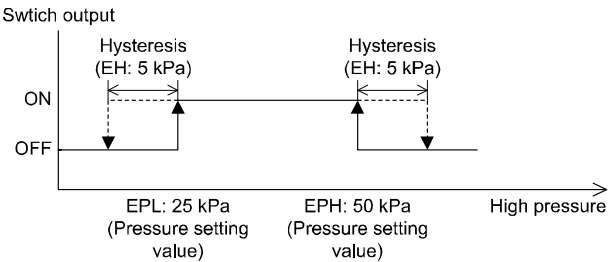 Swtich output
Hysteresis
(EH: 5 kPa)
Hysteresis
(EH: 5 kPa)
ON
OFF
EPL: 25 kPa
(Pressure setting
value)
EPH: 50 kPa
(Pressure setting
value)
High pressure